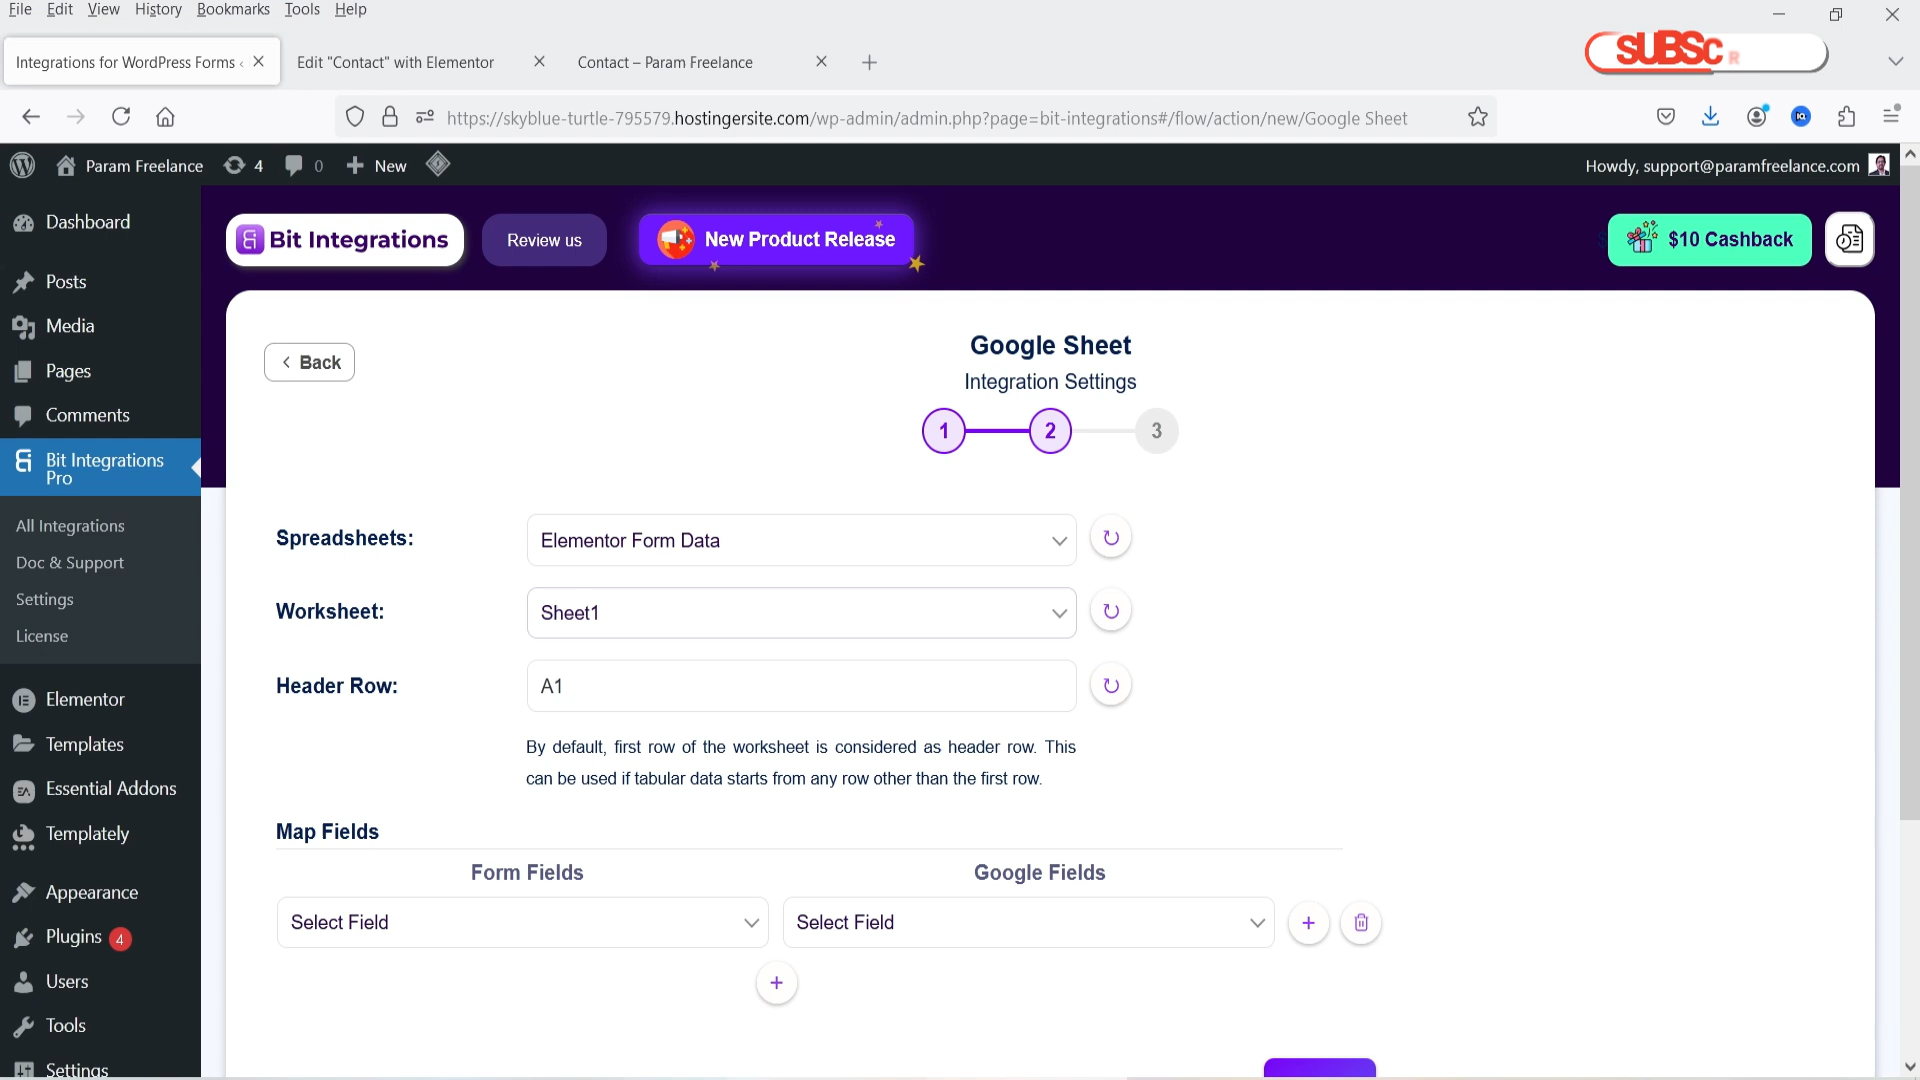 File Edit View History Bookmarks Tools Help
Integrations for WordPress Forms
Edit "Contact" with Elementor
Contact – Param Freelance
SUBSCR
https://skyblue-turtle-795579.hostingersite.com/wp-admin/admin.php?page=bit-integrations#/flow/action/new/Google Sheet
Param Freelance 4 0 New
Howdy, support@paramfreelance.com
Dashboard
Posts
Media
Pages
Comments
Bit Integrations
Pro
All Integrations
Doc & Support
Settings
License
Elementor
Templates
Essential Addons
Templately
Appearance
Plugins 4
Users
Tools
Settings
Bit Integrations
Review us
New Product Release
$10 Cashback
Back
Google Sheet
Integration Settings
1 2 3
Spreadsheets: Elementor Form Data
Worksheet: Sheet1
Header Row: A1
By default, first row of the worksheet is considered as header row. This
can be used if tabular data starts from any row other than the first row.
Map Fields
Form Fields Google Fields
Select Field Select Field